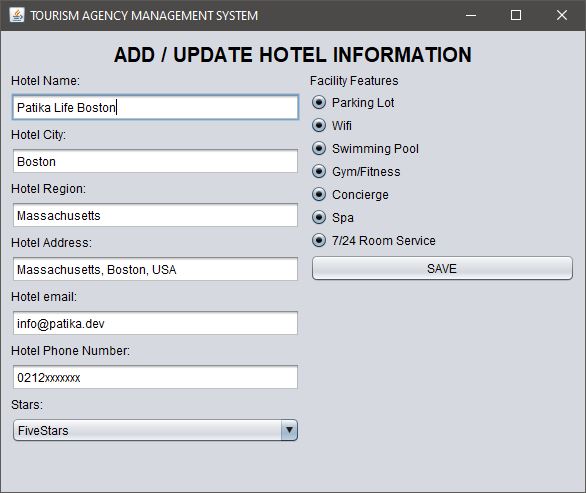 TOURISM AGENCY MANAGEMENT SYSTEM
ADD / UPDATE HOTEL INFORMATION
Hotel Name:
Patika Life Boston
Hotel City:
Boston
Hotel Region:
Massachusetts
Hotel Address:
Massachusetts, Boston, USA
Hotel email:
info@patika.dev
Hotel Phone Number:
0212xxxxxxx
Stars:
FiveStars
Facility Features
Parking Lot
Wifi
Swimming Pool
Gym/Fitness
Concierge
Spa
7/24 Room Service
SAVE